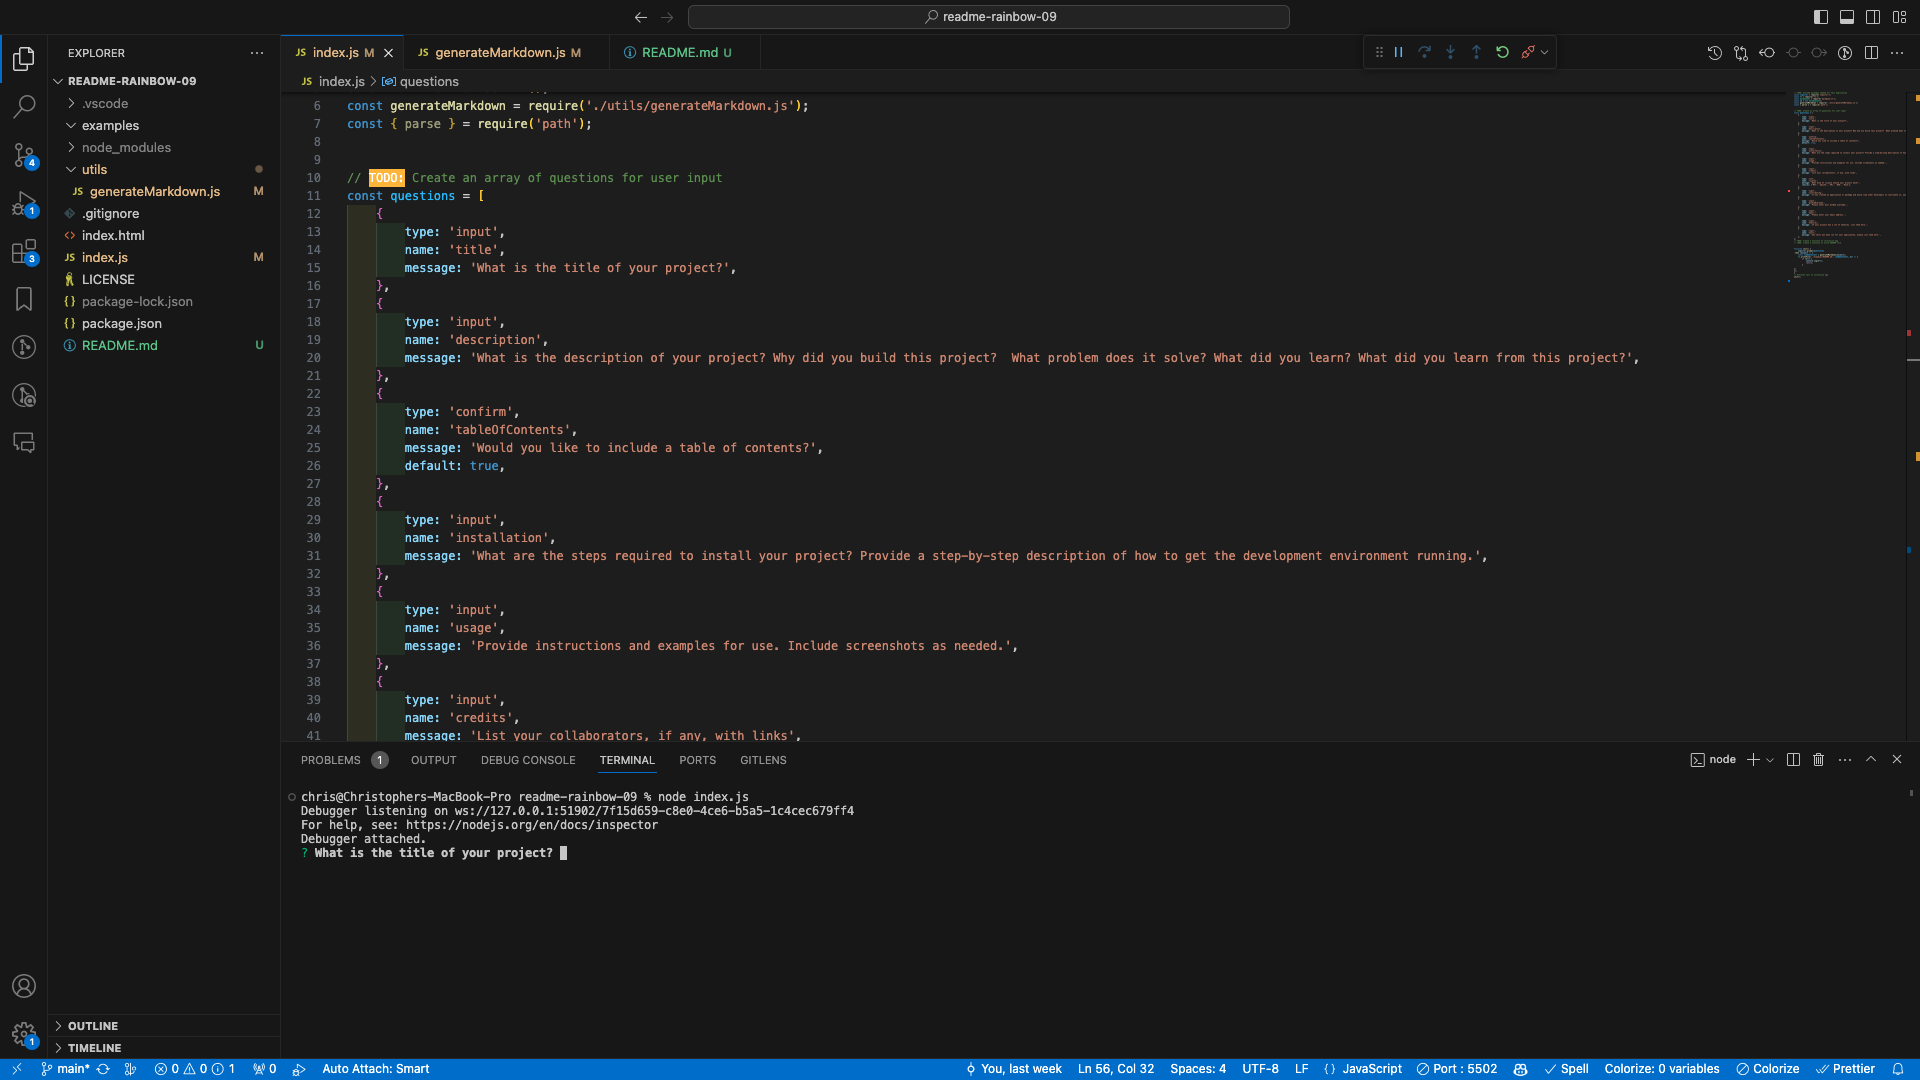 readme-rainbow-09
EXPLORER
README-RAINBOW-09
.vscode
examples
node_modules
utils
JS generateMarkdown.js M
.gitignore
index.html
JS index.js M
LICENSE
{} package-lock.json
{} package.json
README.md U
OUTLINE
TIMELINE
4
1
3
1
JS index.js M
JS generateMarkdown.js M
README.md U
JS index.js > questions
6 const generateMarkdown = require('./utils/generateMarkdown.js');
7 const { parse } = require('path');
8
9
10 // TODO: Create an array of questions for user input
11 const questions = [
12 {
13 type: 'input',
14 name: 'title',
15 message: 'What is the title of your project?',
16 },
17 {
18 type: 'input',
19 name: 'description',
20 message: 'What is the description of your project? Why did you build this project?  What problem does it solve? What did you learn? What did you learn from this project?',
21 },
22 {
23 type: 'confirm',
24 name: 'tableOfContents',
25 message: 'Would you like to include a table of contents?',
26 default: true,
27 },
28 {
29 type: 'input',
30 name: 'installation',
31 message: 'What are the steps required to install your project? Provide a step-by-step description of how to get the development environment running.',
32 },
33 {
34 type: 'input',
35 name: 'usage',
36 message: 'Provide instructions and examples for use. Include screenshots as needed.',
37 },
38 {
39 type: 'input',
40 name: 'credits',
41 message: 'List your collaborators, if any, with links',
PROBLEMS 1 OUTPUT DEBUG CONSOLE TERMINAL PORTS GITLENS
node
chris@Christophers-MacBook-Pro readme-rainbow-09 % node index.js
Debugger listening on ws://127.0.0.1:51902/7f15d659-c8e0-4ce6-b5a5-1c4cec679ff4
For help, see: https://nodejs.org/en/docs/inspector
Debugger attached.
? What is the title of your project?
main* 0 0 1 0 Auto Attach: Smart You, last week Ln 56, Col 32 Spaces: 4 UTF-8 LF {} JavaScript Port : 5502 Spell Colorize: 0 variables Colorize Prettier